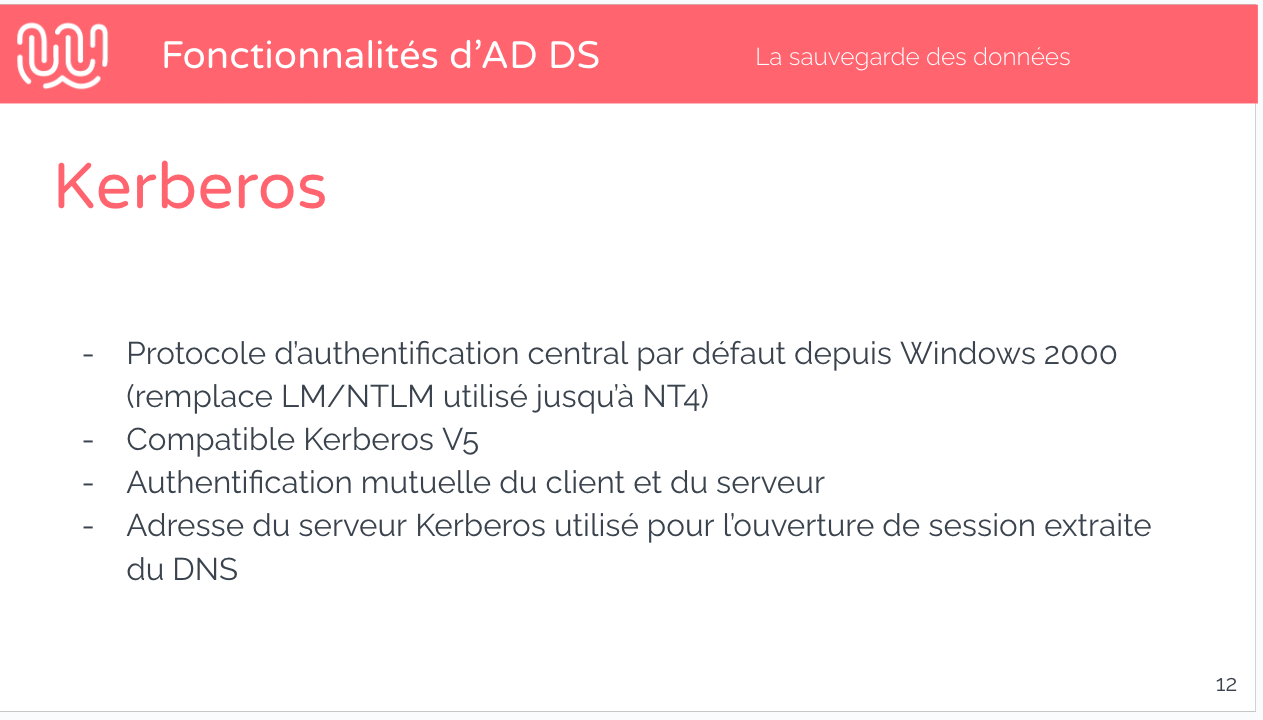 Fonctionnalités d’AD DS
La sauvegarde des données
Kerberos
- Protocole d’authentification central par défaut depuis Windows 2000
(remplace LM/NTLM utilisé jusqu’à NT4)
- Compatible Kerberos V5
- Authentification mutuelle du client et du serveur
- Adresse du serveur Kerberos utilisé pour l’ouverture de session extraite
du DNS
12